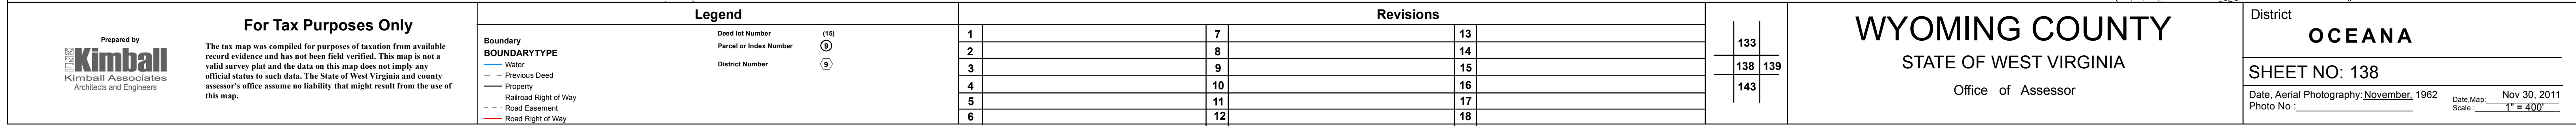 Prepared by
Kimball
Kimball Associates
Architects and Engineers
For Tax Purposes Only
The tax map was compiled for purposes of taxation from available
record evidence and has not been field verified. This map is not a
valid survey plat and the data on this map does not imply any
official status to such data. The State of West Virginia and county
assessor's office assume no liability that might result from the use of
this map.
Legend
Boundary
BOUNDARYTYPE
Water
Previous Deed
Property
Railroad Right of Way
Road Easement
Road Right of Way
Deed lot Number (15)
Parcel or Index Number 9
District Number 9
Revisions
1 7 13
2 8 14
3 9 15
4 10 16
5 11 17
6 12 18
133
138 139
143
WYOMING COUNTY
STATE OF WEST VIRGINIA
Office of Assessor
District
OCEANA
SHEET NO: 138
Date, Aerial Photography: November, 1962
Photo No :
Date,Map: Nov 30, 2011
Scale : 1" = 400'